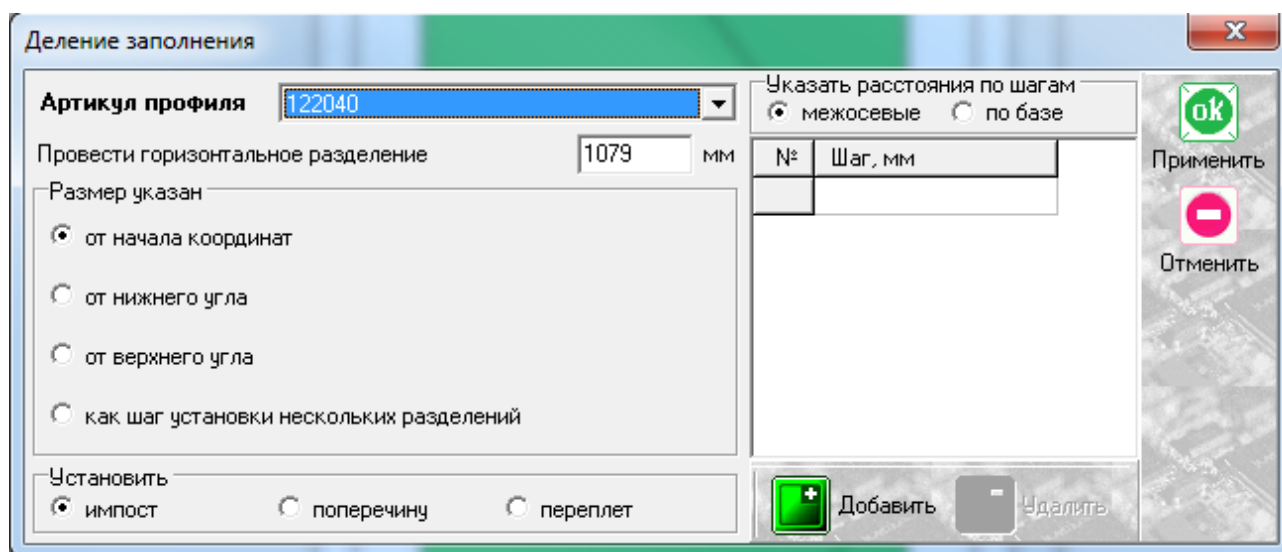 Деление заполнения
Артикул профиля 122040
Провести горизонтальное разделение 1079 мм
Размер указан
от начала координат
от нижнего угла
от верхнего угла
как шаг установки нескольких разделений
Установить
импост поперечину переплет
Указать расстояния по шагам
межосевые по базе
№ Шаг, мм
Добавить Удалить
ok
Применить
Отменить